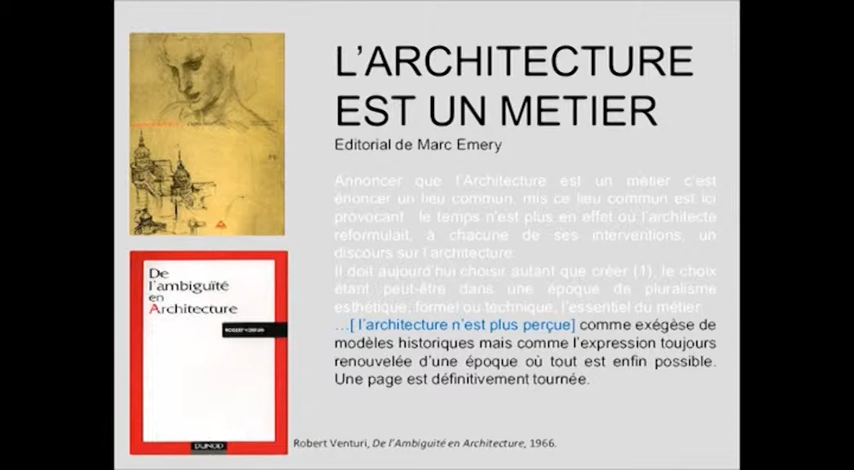 L'ARCHITECTURE
EST UN METIER
Editorial de Marc Emery
Annoncer que l'Architecture est un métier c'est
énoncer un lieu commun, mis ce lieu commun est ici
provocant : le temps n'est plus en effet où l'architecte
reformulait, à chacune de ses interventions, un
discours sur l'architecture.
Il doit aujourd'hui choisir autant que créer (1), le choix
étant peut-être dans une époque de pluralisme
esthétique, formel ou technique, l'essentiel du métier.
…[ l'architecture n'est plus perçue] comme exégèse de
modèles historiques mais comme l'expression toujours
renouvelée d'une époque où tout est enfin possible.
Une page est définitivement tournée.
De
l'ambiguïté
en
Architecture
ROBERT VENTURI
DUNOD
Robert Venturi, De l'Ambiguité en Architecture, 1966.